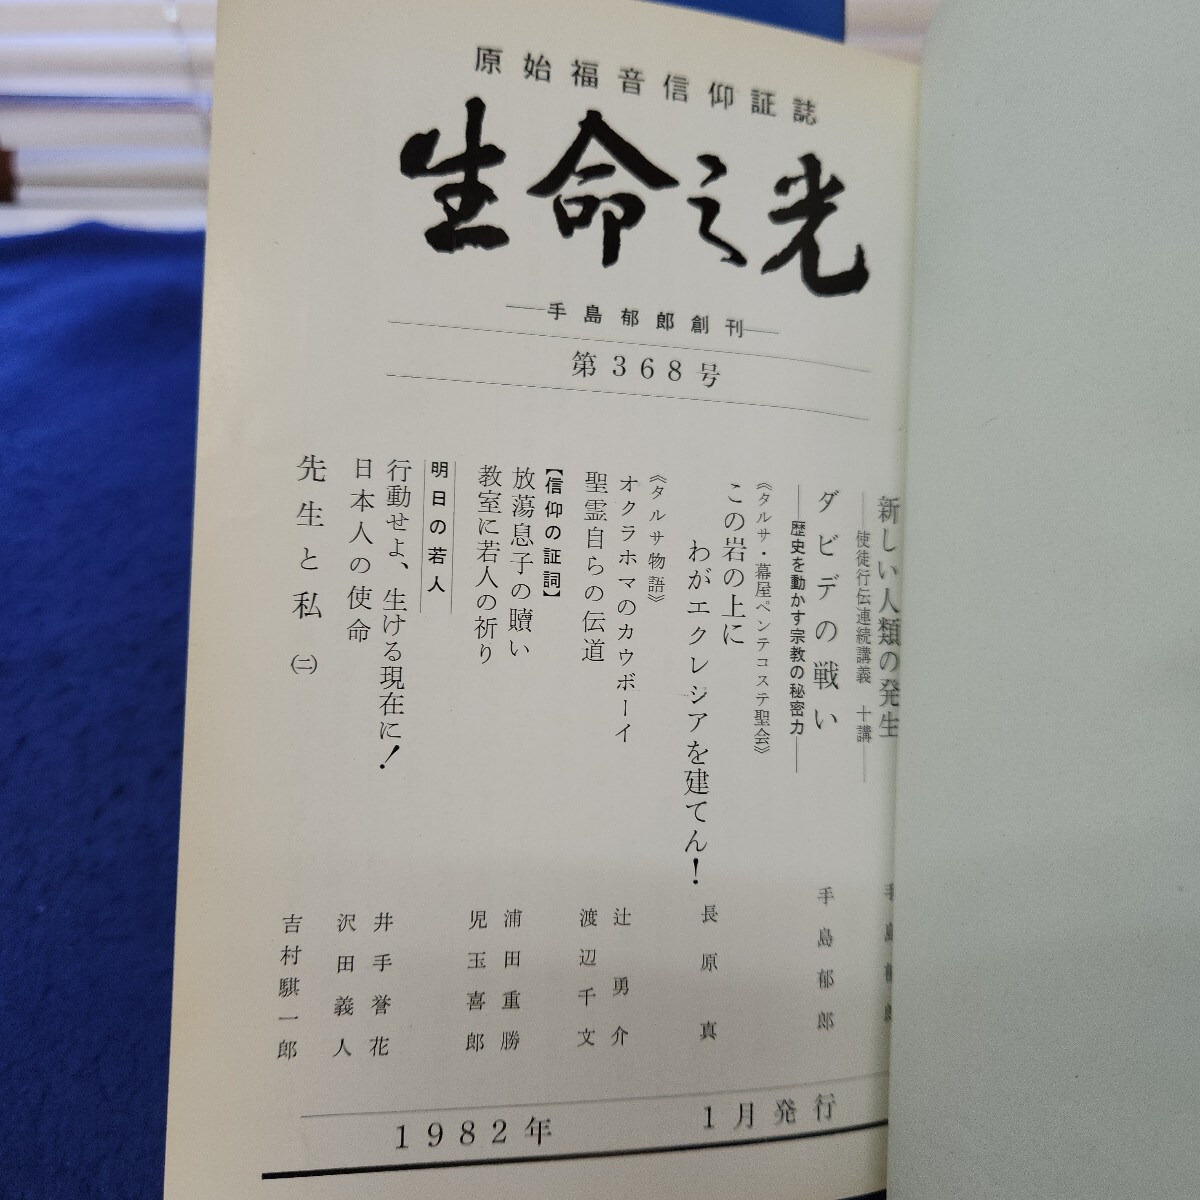 原始福音信仰証誌
生命之光
―手島郁郎創刊―
第368号
新しい人類の発生
―使徒行伝連続講義 十講―
手島郁郎
ダビデの戦い
―歴史を動かす宗教の秘密力―
手島郁郎
《タルサ・幕屋ペンテコステ聖会》
この岩の上に
わがエクレシアを建てん！
長原真
《タルサ物語》
オクラホマのカウボーイ
辻勇介
聖霊自らの伝道
渡辺千文
【信仰の証詞】
放蕩息子の贖い
浦田重勝
教室に若人の祈り
児玉喜郎
明日の若人
行動せよ、生ける現在に！
井手誉花
日本人の使命
沢田義人
先生と私 ㈡
吉村騏一郎
1982年 1月発行